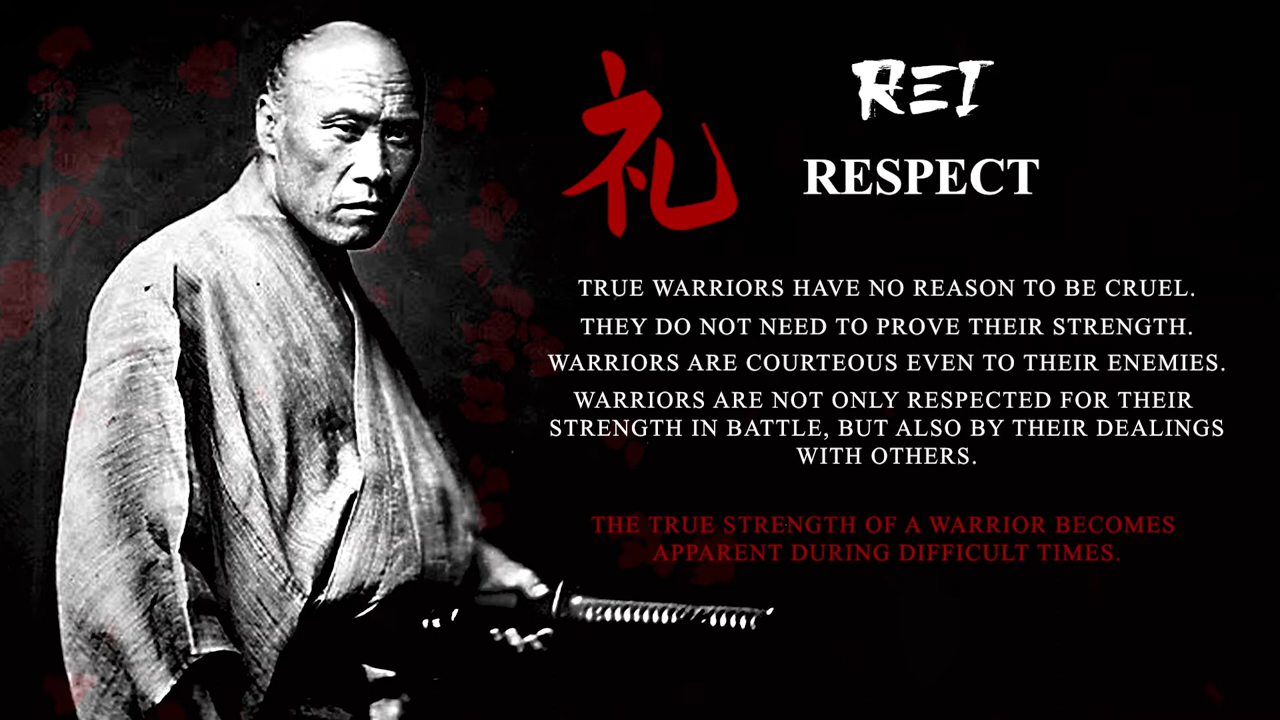 礼
REI
RESPECT
TRUE WARRIORS HAVE NO REASON TO BE CRUEL.
THEY DO NOT NEED TO PROVE THEIR STRENGTH.
WARRIORS ARE COURTEOUS EVEN TO THEIR ENEMIES.
WARRIORS ARE NOT ONLY RESPECTED FOR THEIR
STRENGTH IN BATTLE, BUT ALSO BY THEIR DEALINGS
WITH OTHERS.
THE TRUE STRENGTH OF A WARRIOR BECOMES
APPARENT DURING DIFFICULT TIMES.